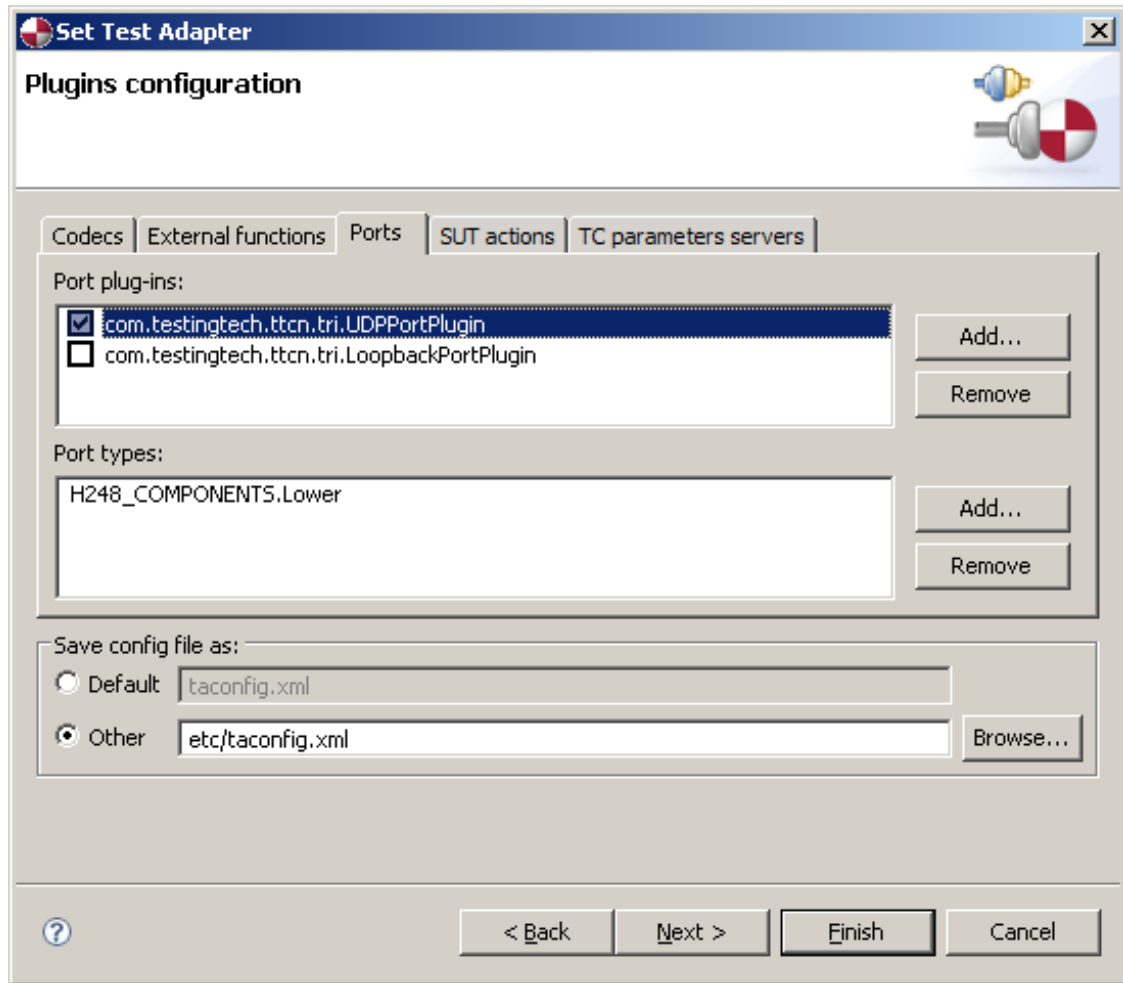 Set Test Adapter
Plugins configuration
Codecs External functions Ports SUT actions TC parameters servers
Port plug-ins:
com.testingtech.ttcn.tri.UDPPortPlugin
Add...
com.testingtech.ttcn.tri.LoopbackPortPlugin
Remove
Port types:
H248_COMPONENTS.Lower
Add...
Remove
Save config file as:
Default taconfig.xml
Other etc/taconfig.xml Browse...
? < Back Next > Finish Cancel